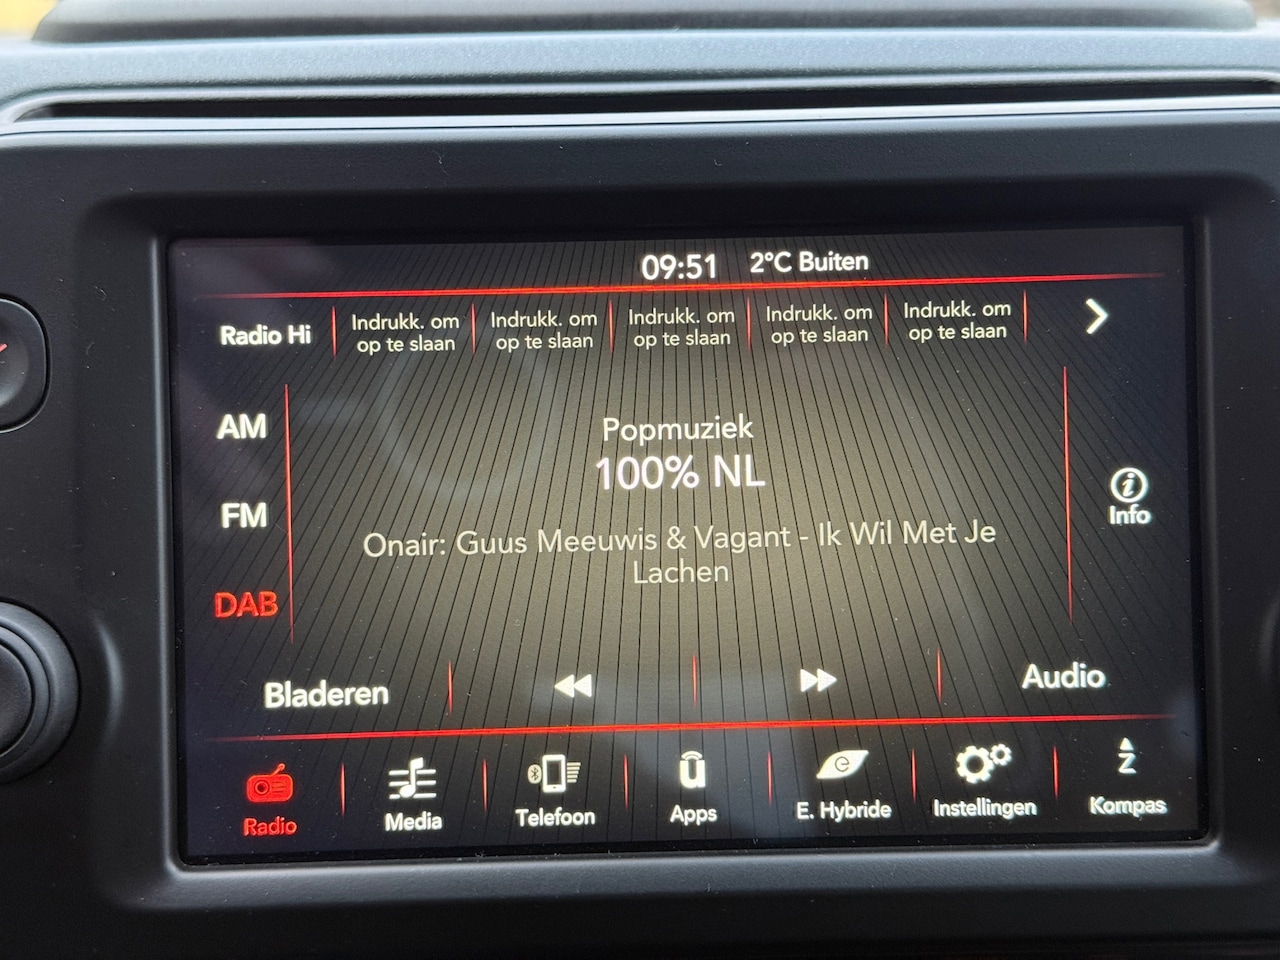 09:51 2°C Buiten
Radio Hi
Indrukk. om
op te slaan
Indrukk. om
op te slaan
Indrukk. om
op te slaan
Indrukk. om
op te slaan
Indrukk. om
op te slaan
AM
FM
DAB
Popmuziek
100% NL
Onair: Guus Meeuwis & Vagant - Ik Wil Met Je
Lachen
Info
Bladeren
Audio
Radio
Media
Telefoon
ū
Apps
e
E. Hybride
Instellingen
Z
Kompas